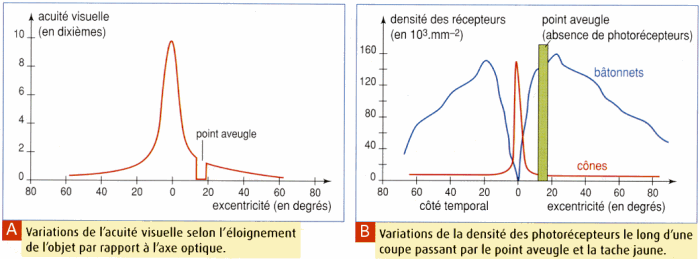 acuité visuelle
(en dixièmes)
10
8
6
4
2
0
point aveugle
80 60 40 20 0 20 40 60 80
excentricité (en degrés)
A Variations de l'acuité visuelle selon l'éloignement
de l'objet par rapport à l'axe optique.
densité des récepteurs
(en 10³.mm⁻²)
point aveugle
(absence de photorécepteurs)
160
120
80
40
0
bâtonnets
cônes
80 60 40 20 0 20 40 60 80
côté temporal
excentricité (en degrés)
B Variations de la densité des photorécepteurs le long d'une
coupe passant par le point aveugle et la tache jaune.